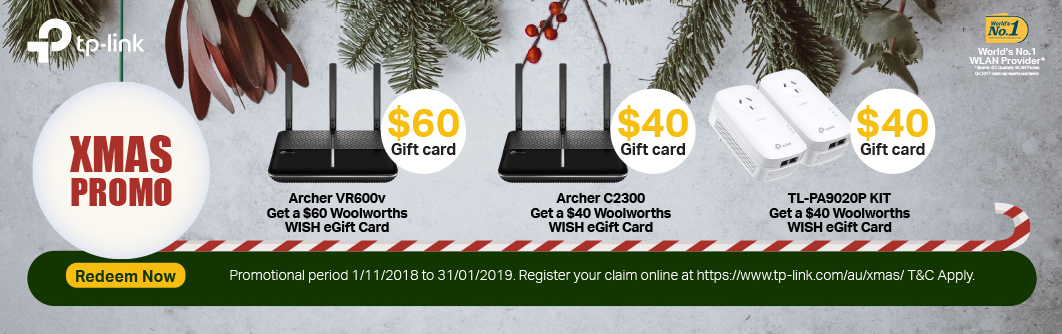 tp-link
World's
No.1
World's No.1
WLAN Provider*
XMAS
PROMO
$60
Gift card
$40
Gift card
$40
Gift card
tp-link
Archer VR600v
Get a $60 Woolworths
WISH eGift Card
Archer C2300
Get a $40 Woolworths
WISH eGift Card
TL-PA9020P KIT
Get a $40 Woolworths
WISH eGift Card
Redeem Now
Promotional period 1/11/2018 to 31/01/2019. Register your claim online at https://www.tp-link.com/au/xmas/ T&C Apply.